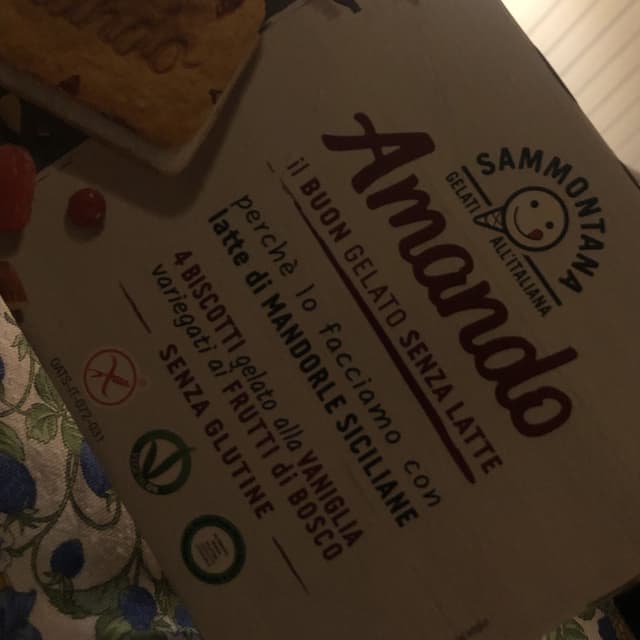 SAMMONTANA
GELATI ALL'ITALIANA
Amando
il BUON GELATO SENZA LATTE
perchè lo facciamo con
latte di MANDORLE SICILIANE
4 BISCOTTI gelato alla VANIGLIA
variegati ai FRUTTI di BOSCO
SENZA GLUTINE